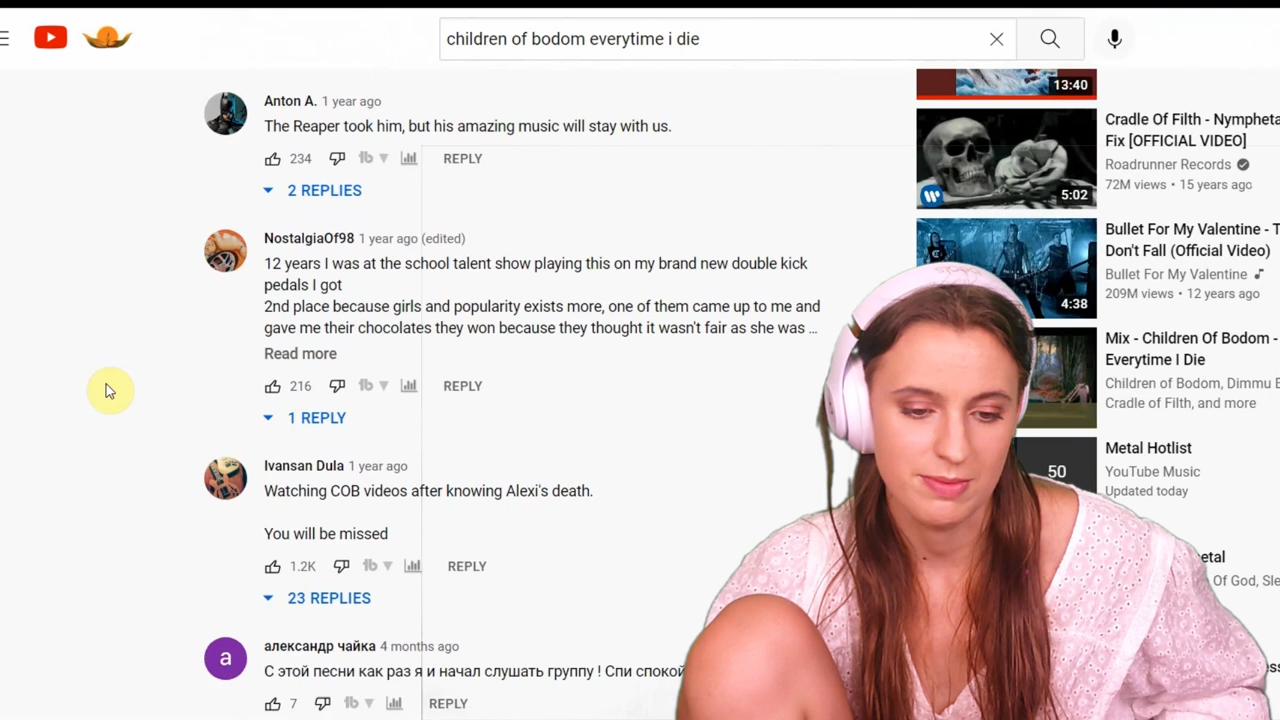 children of bodom everytime i die
Anton A. 1 year ago
The Reaper took him, but his amazing music will stay with us.
234 REPLY
2 REPLIES
NostalgiaOf98 1 year ago (edited)
12 years I was at the school talent show playing this on my brand new double kick
pedals I got
2nd place because girls and popularity exists more, one of them came up to me and
gave me their chocolates they won because they thought it wasn't fair as she was ...
Read more
216 REPLY
1 REPLY
Ivansan Dula 1 year ago
Watching COB videos after knowing Alexi's death.
You will be missed
1.2K REPLY
23 REPLIES
a
александр чайка 4 months ago
С этой песни как раз я и начал слушать группу ! Спи спокой
7 REPLY
13:40
Cradle Of Filth - Nympheta
Fix [OFFICIAL VIDEO]
Roadrunner Records
72M views • 15 years ago
5:02
Bullet For My Valentine - T
Don't Fall (Official Video)
Bullet For My Valentine
209M views • 12 years ago
4:38
Mix - Children Of Bodom -
Everytime I Die
Children of Bodom, Dimmu B
Cradle of Filth, and more
50
Metal Hotlist
YouTube Music
Updated today
etal
Of God, Sle